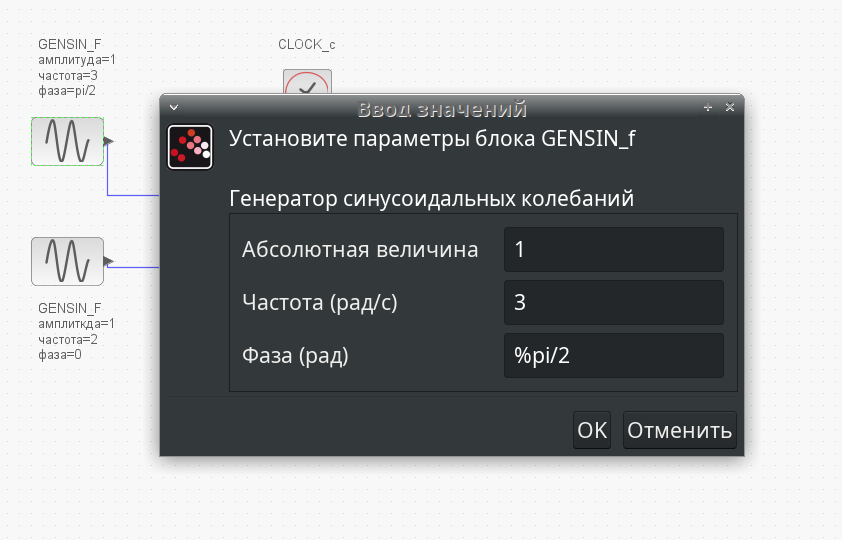 GENSIN_F
амплитуда=1
частота=3
фаза=pi/2
CLOCK_c
Ввод значений
Установите параметры блока GENSIN_f
Генератор синусоидальных колебаний
Абсолютная величина 1
Частота (рад/с) 3
Фаза (рад) %pi/2
OK Отменить
GENSIN_F
амплиткда=1
частота=2
фаза=0